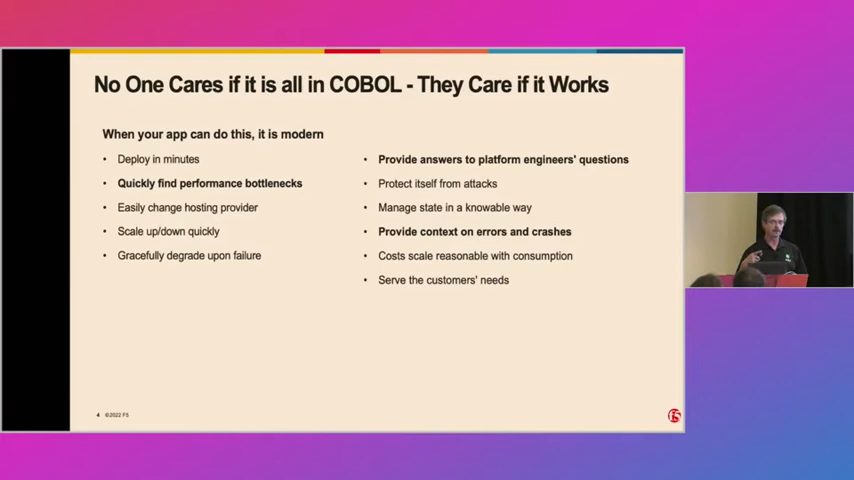 No One Cares if it is all in COBOL - They Care if it Works
When your app can do this, it is modern
• Deploy in minutes
• Quickly find performance bottlenecks
• Easily change hosting provider
• Scale up/down quickly
• Gracefully degrade upon failure
• Provide answers to platform engineers' questions
• Protect itself from attacks
• Manage state in a knowable way
• Provide context on errors and crashes
• Costs scale reasonable with consumption
• Serve the customers' needs
4 ©2022 F5
f5